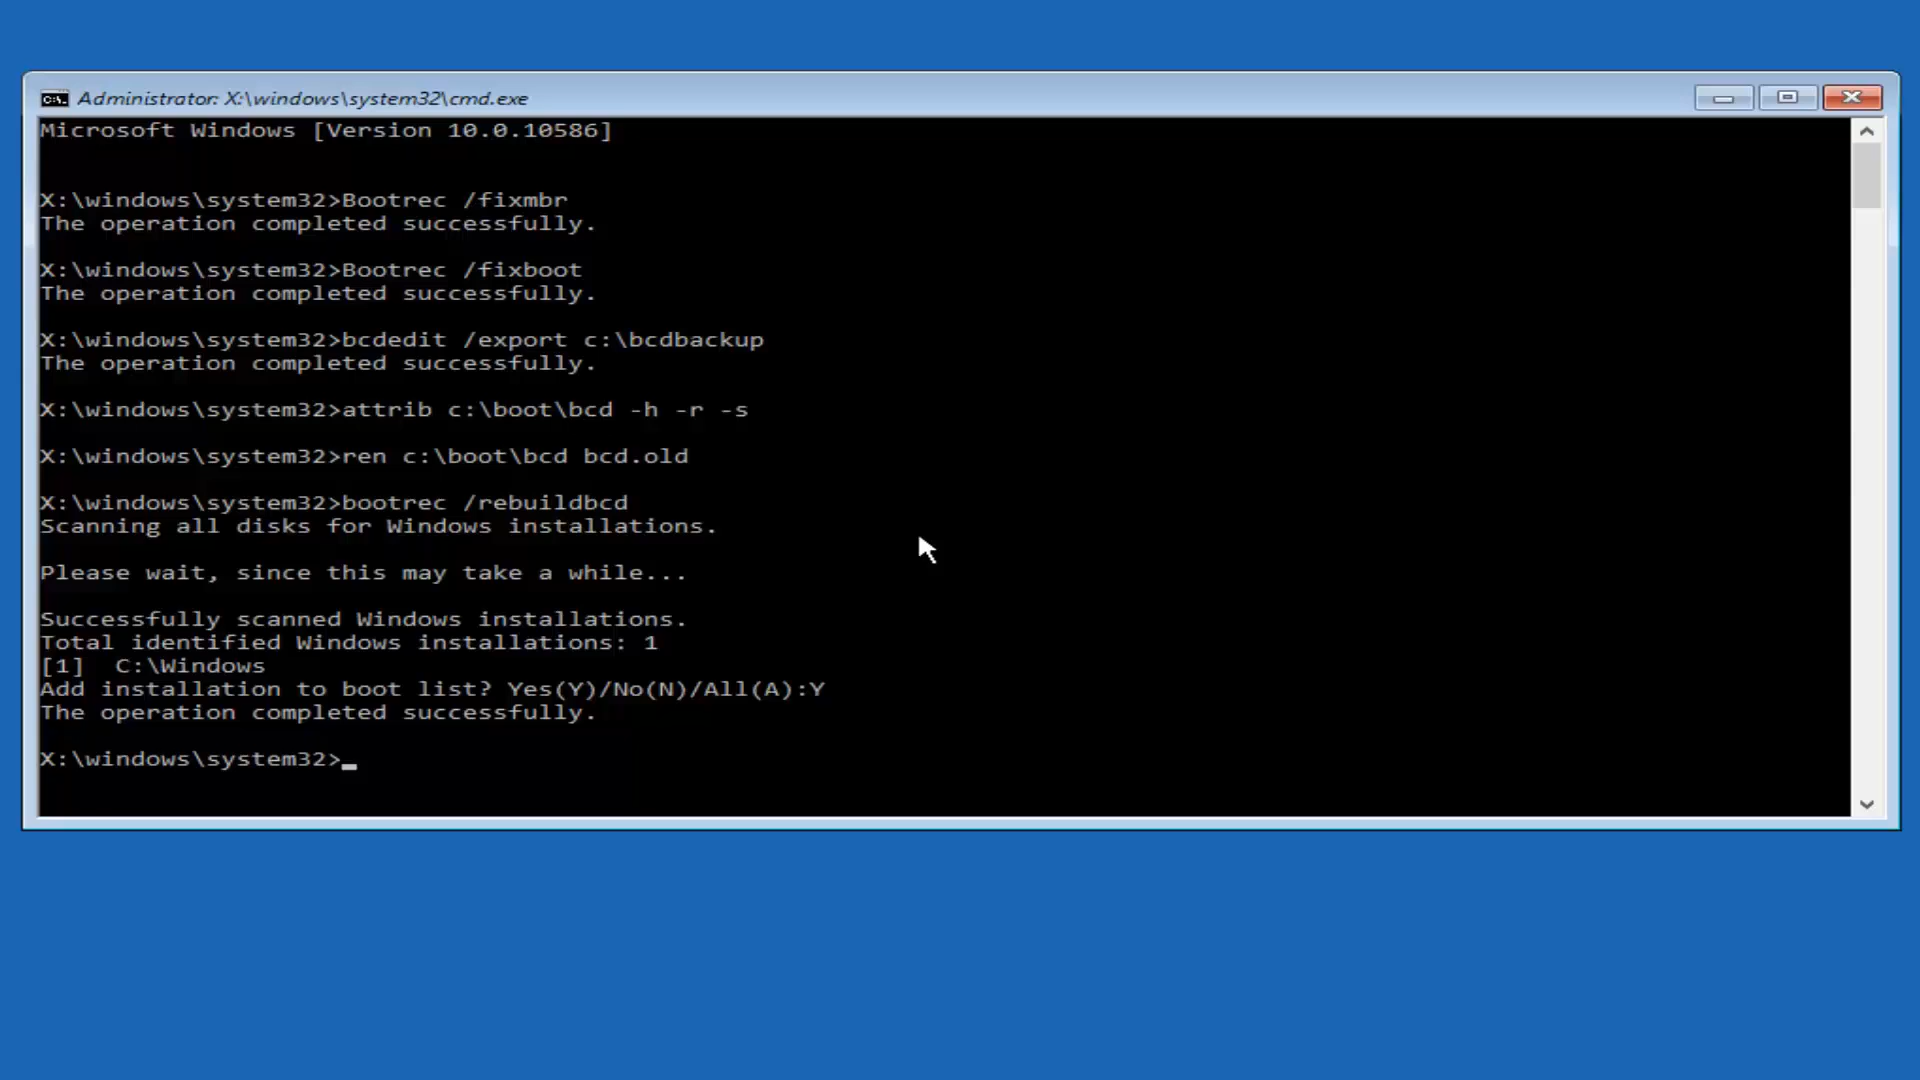 Administrator: X:\windows\system32\cmd.exe
Microsoft Windows [Version 10.0.10586]
X:\windows\system32>Bootrec /fixmbr
The operation completed successfully.
X:\windows\system32>Bootrec /fixboot
The operation completed successfully.
X:\windows\system32>bcdedit /export c:\bcdbackup
The operation completed successfully.
X:\windows\system32>attrib c:\boot\bcd -h -r -s
X:\windows\system32>ren c:\boot\bcd bcd.old
X:\windows\system32>bootrec /rebuildbcd
Scanning all disks for Windows installations.
Please wait, since this may take a while...
Successfully scanned Windows installations.
Total identified Windows installations: 1
[1]  C:\Windows
Add installation to boot list? Yes(Y)/No(N)/All(A):Y
The operation completed successfully.
X:\windows\system32>_